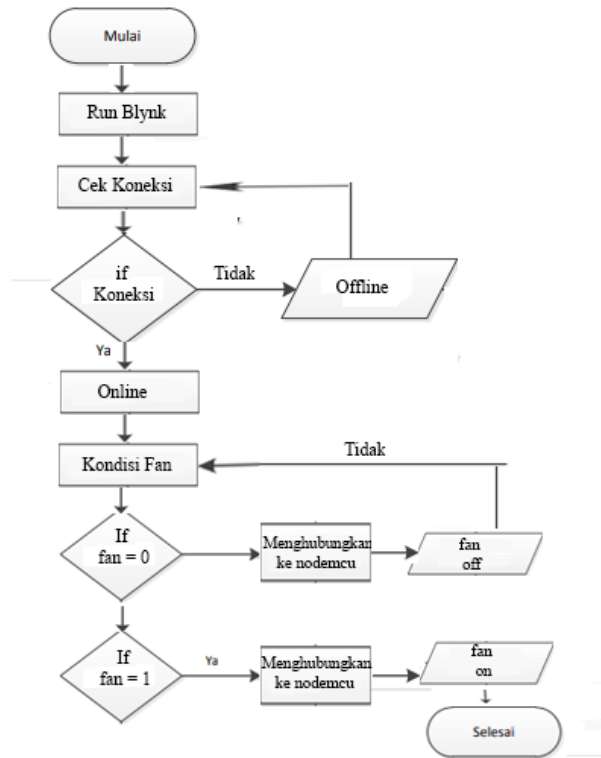 Mulai
Run Blynk
Cek Koneksi
if
Koneksi
Tidak
Offline
Ya
Online
Kondisi Fan
Tidak
If
fan = 0
Menghubungkan
ke nodemcu
fan
off
If
fan = 1
Ya
Menghubungkan
ke nodemcu
fan
on
Selesai